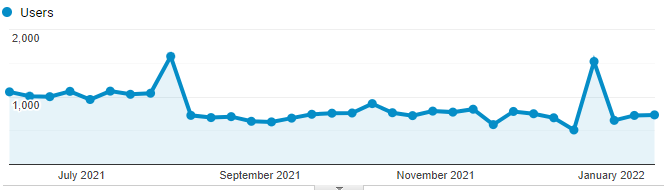 Users
2,000
1,000
July 2021
September 2021
November 2021
January 2022